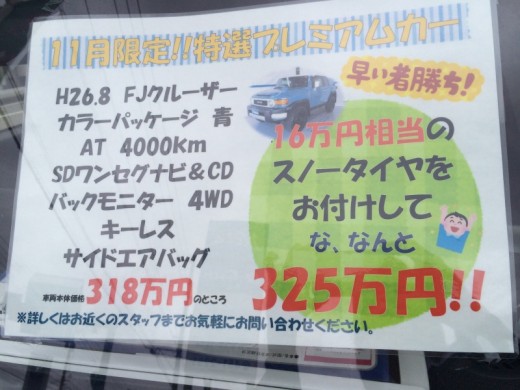 11月限定!!特選プレミアムカー
早い者勝ち!
H26.8 FJクルーザー
カラーパッケージ 青
AT 4000Km
SDワンセグナビ&CD
バックモニター 4WD
キーレス
サイドエアバッグ
16万円相当の
スノータイヤを
お付けして
な、なんと
車両本体価格 318万円のところ
325万円!!
※詳しくはお近くのスタッフまでお気軽にお問い合わせください。